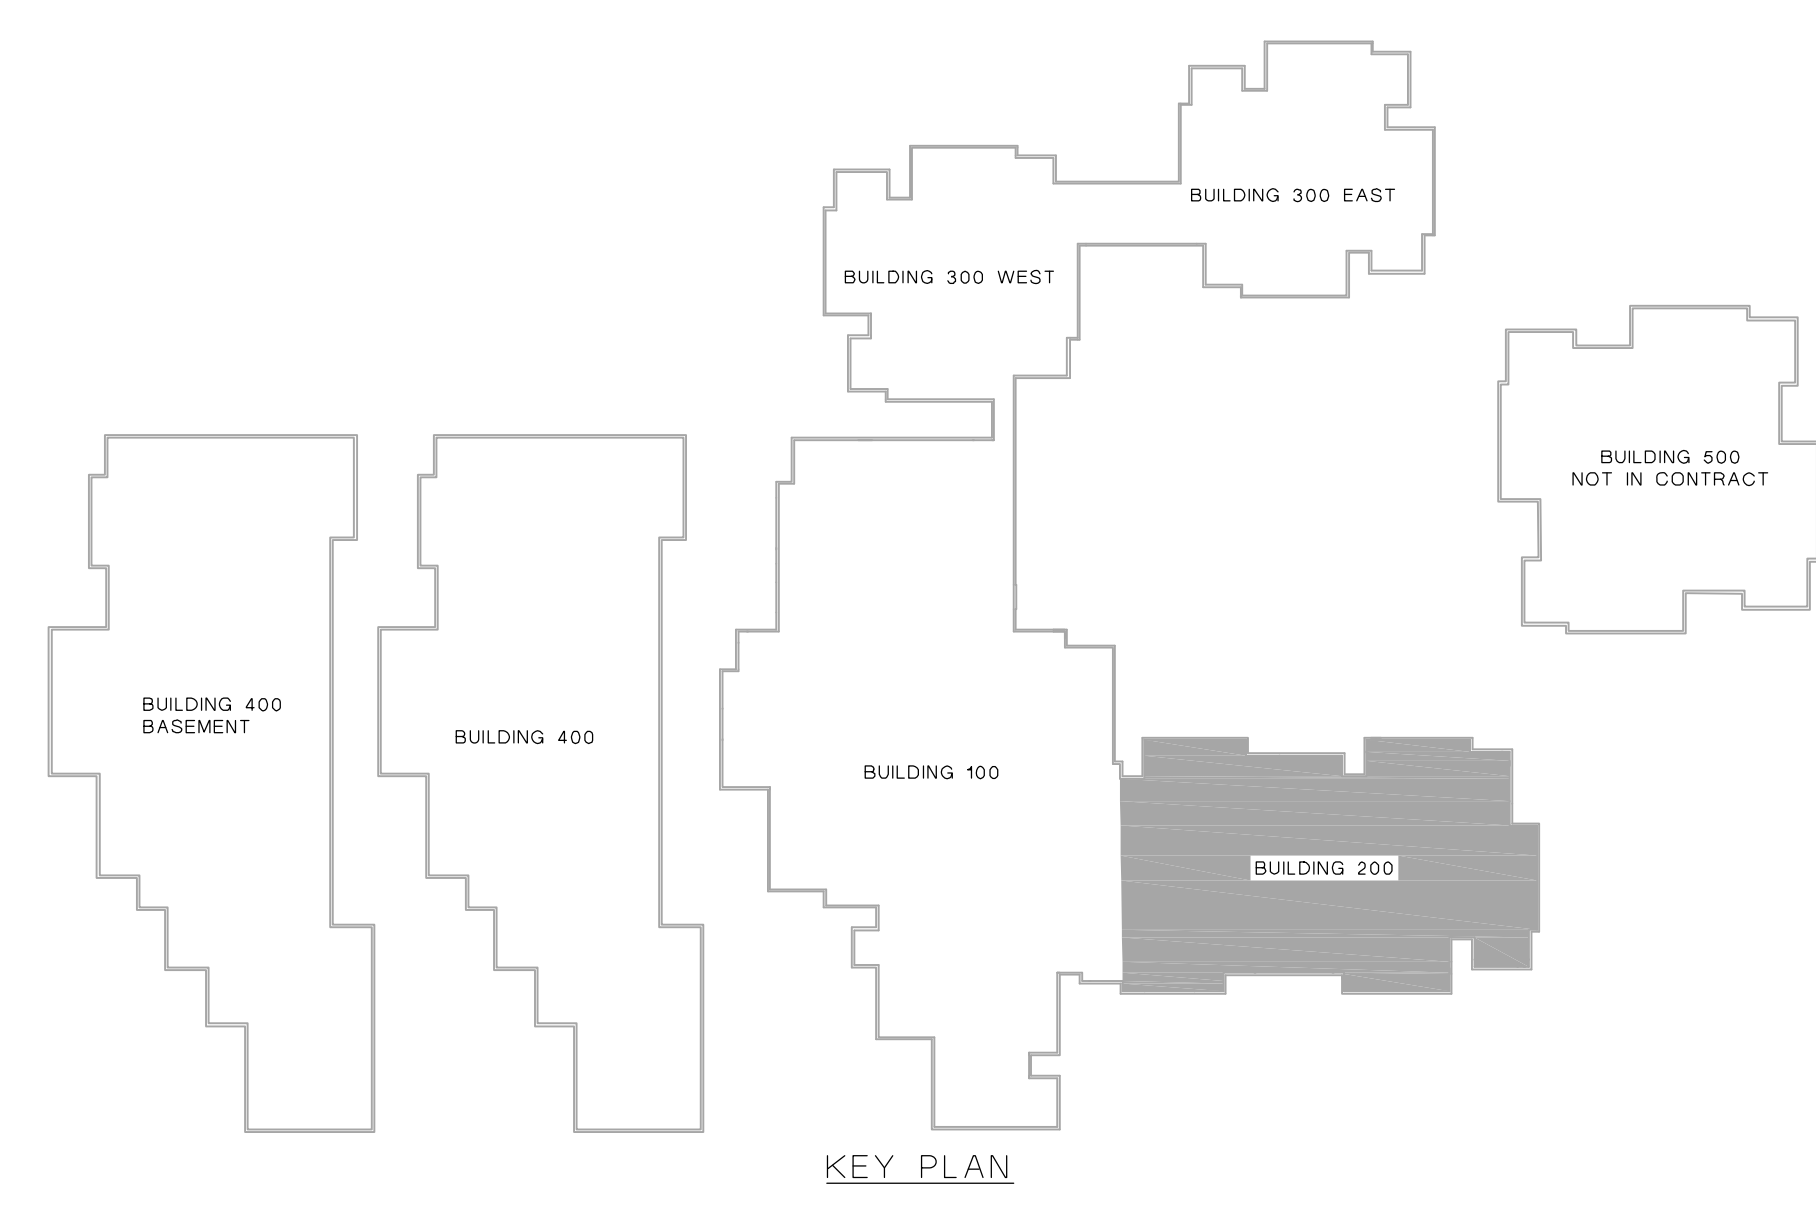 BUILDING 300 EAST
BUILDING 300 WEST
BUILDING 500
NOT IN CONTRACT
BUILDING 400
BASEMENT
BUILDING 400
BUILDING 100
BUILDING 200
KEY PLAN